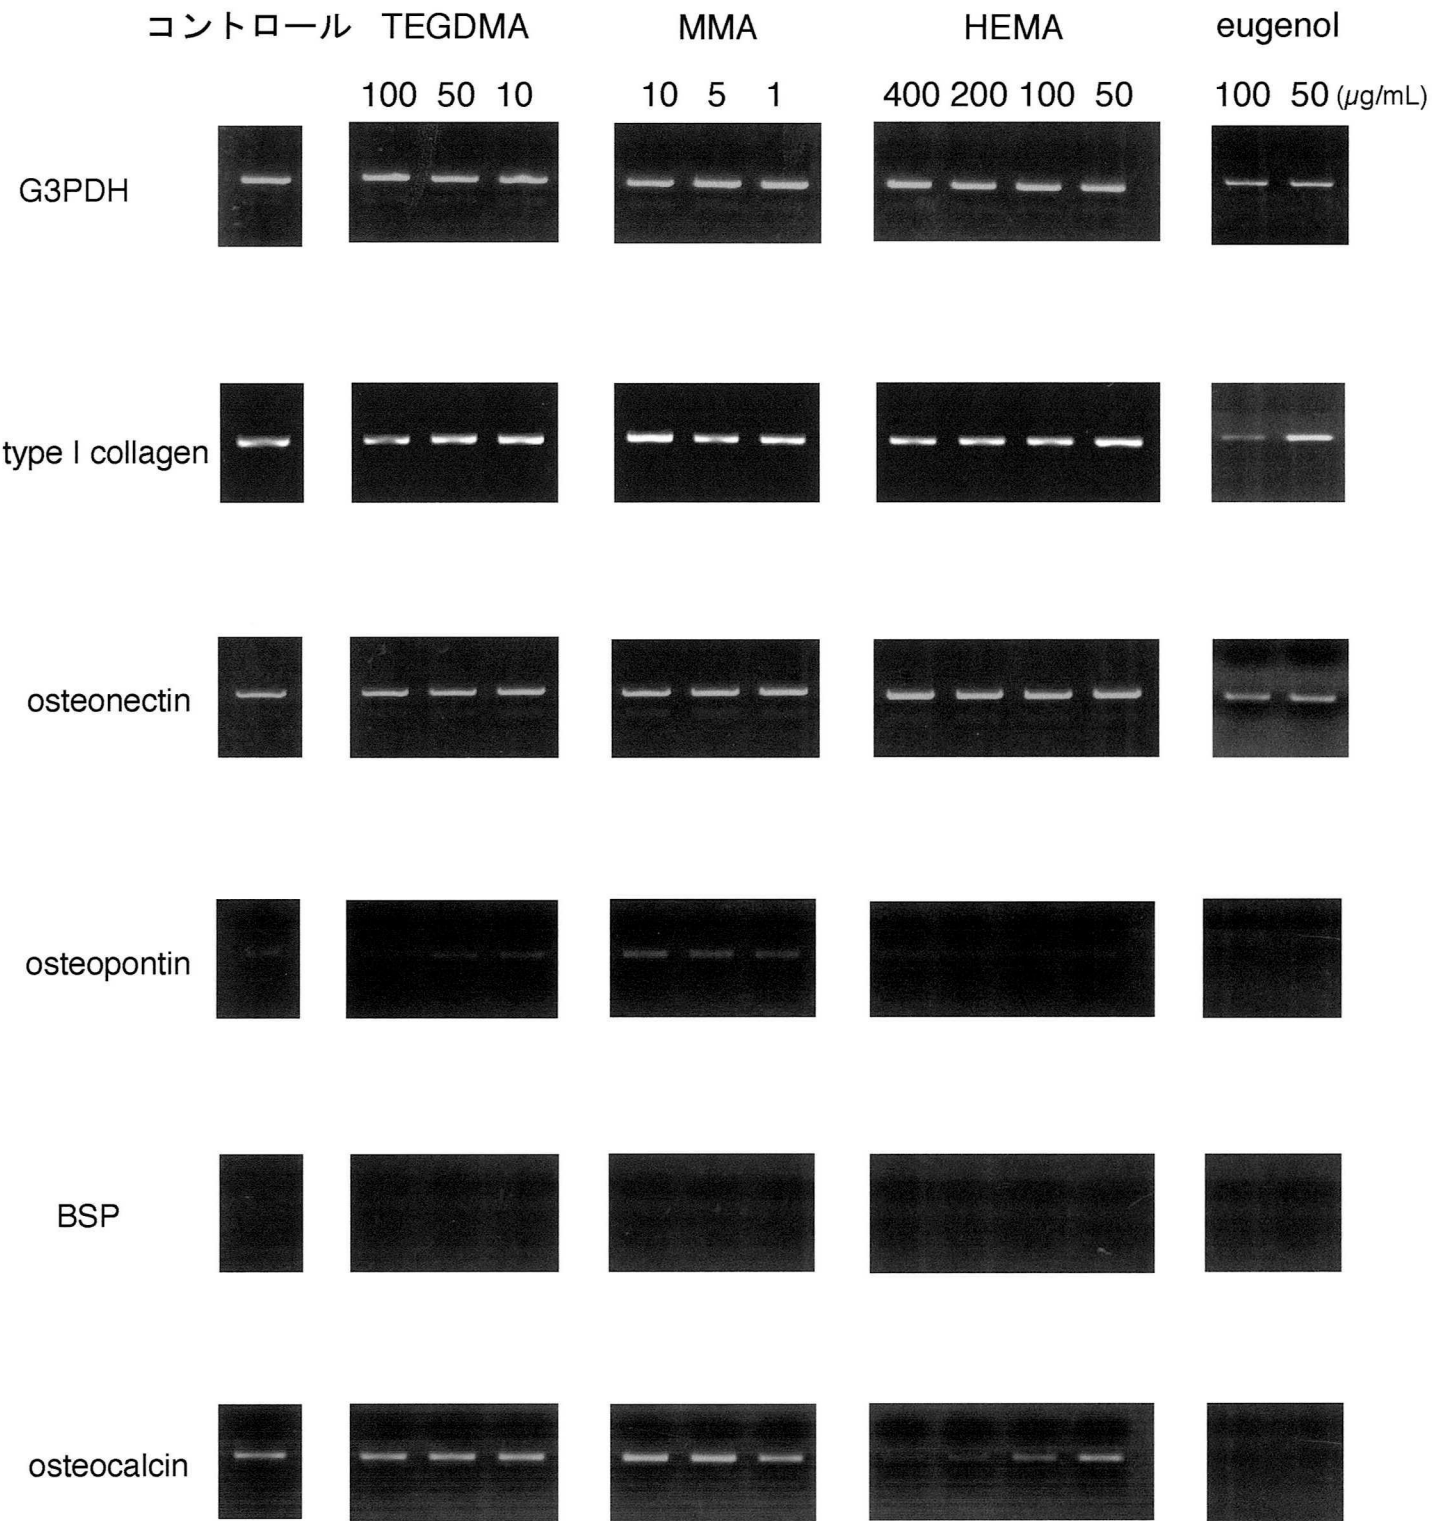 コントロール TEGDMA MMA HEMA eugenol
100 50 10 10 5 1 400 200 100 50 100 50 (µg/mL)
G3PDH
type I collagen
osteonectin
osteopontin
BSP
osteocalcin